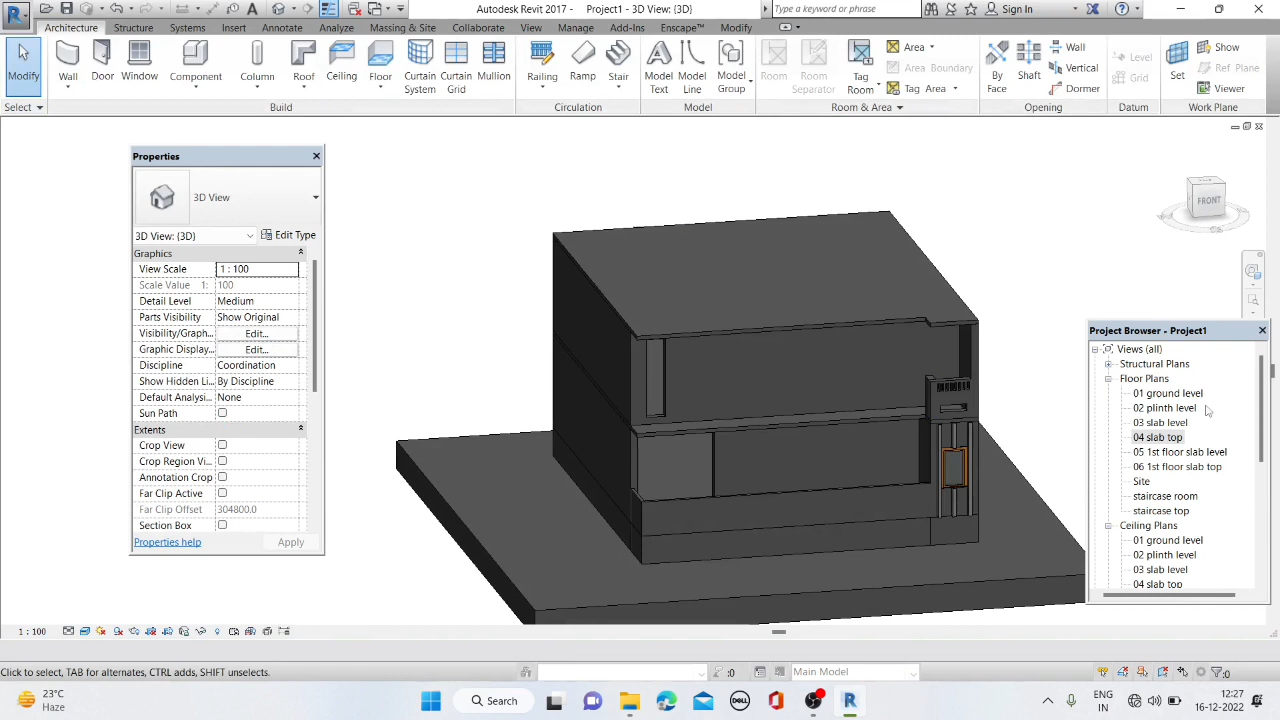 Autodesk Revit 2017 - Project1 - 3D View: {3D}
Type a keyword or phrase
Sign In
Architecture Structure Systems Insert Annotate Analyze Massing & Site Collaborate View Manage Add-Ins Escape™ Modify
Modify
Wall
Door
Window
Component
Column
Roof
Ceiling
Floor
Curtain System
Curtain Grid
Mullion
Railing
Ramp
Stair
Model Text
Model Line
Model Group
Room
Room Separator
Tag Room
Area
Area Boundary
Tag Area
By Face
Shaft
Wall
Vertical
Dormer
Level
Grid
Set
Show
Ref Plane
Viewer
Select
Build
Circulation
Model
Room & Area
Opening
Datum
Work Plane
Properties
3D View
3D View: {3D}
Edit Type
Graphics
View Scale 1 : 100
Scale Value 1: 100
Detail Level Medium
Parts Visibility Show Original
Visibility/Graph... Edit...
Graphic Display... Edit...
Discipline Coordination
Show Hidden Li... By Discipline
Default Analysi... None
Sun Path
Extents
Crop View
Crop Region Vi...
Annotation Crop
Far Clip Active
Far Clip Offset 304800.0
Section Box
Properties help
Apply
FRONT
Project Browser - Project1
Views (all)
Structural Plans
Floor Plans
01 ground level
02 plinth level
03 slab level
04 slab top
05 1st floor slab level
06 1st floor slab top
Site
staircase room
staircase top
Ceiling Plans
01 ground level
02 plinth level
03 slab level
04 slab top
1 : 100
Click to select, TAB for alternates, CTRL adds, SHIFT unselects.
:0
Main Model
:0
23°C
Haze
Search
DELL
ENG
IN
12:27
16-12-2022